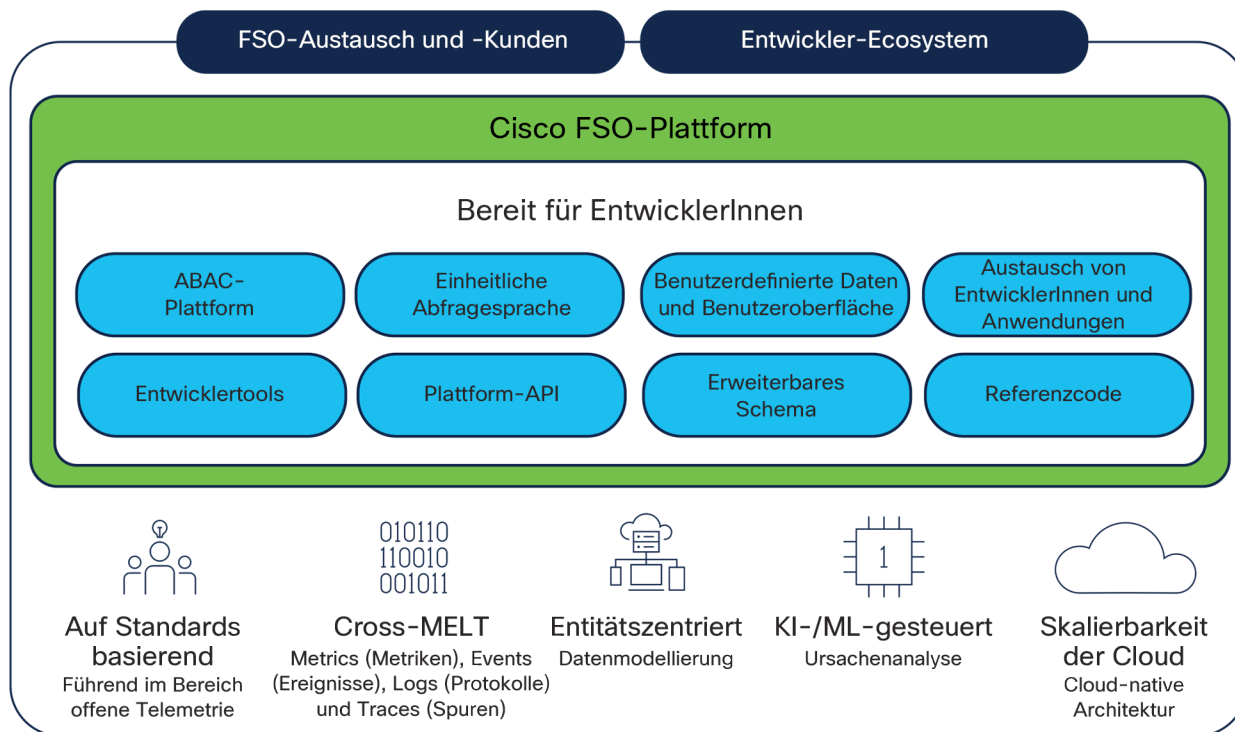 FSO-Austausch und -Kunden
Entwickler-Ecosystem
Cisco FSO-Plattform
Bereit für EntwicklerInnen
ABAC-
Plattform
Einheitliche
Abfragesprache
Benutzerdefinierte Daten
und Benutzeroberfläche
Austausch von
EntwicklerInnen und
Anwendungen
Entwicklertools
Plattform-API
Erweiterbares
Schema
Referenzcode
010110
110010
001011
1
Auf Standards
basierend
Führend im Bereich
offene Telemetrie
Cross-MELT
Metrics (Metriken), Events
(Ereignisse), Logs (Protokolle)
und Traces (Spuren)
Entitätszentriert
Datenmodellierung
KI-/ML-gesteuert
Ursachenanalyse
Skalierbarkeit
der Cloud
Cloud-native
Architektur